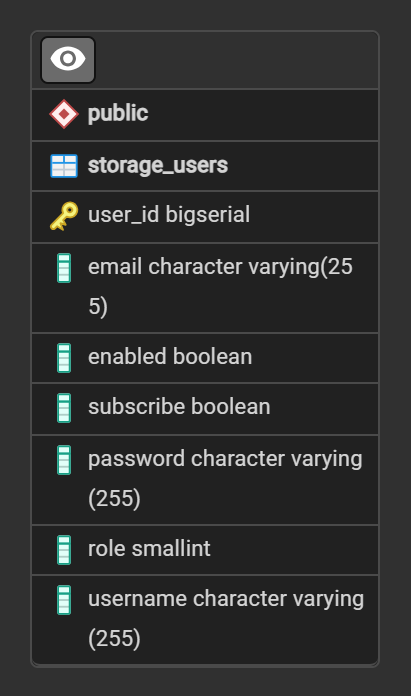 public
storage_users
user_id bigserial
email character varying(25
5)
enabled boolean
subscribe boolean
password character varying
(255)
role smallint
username character varying
(255)